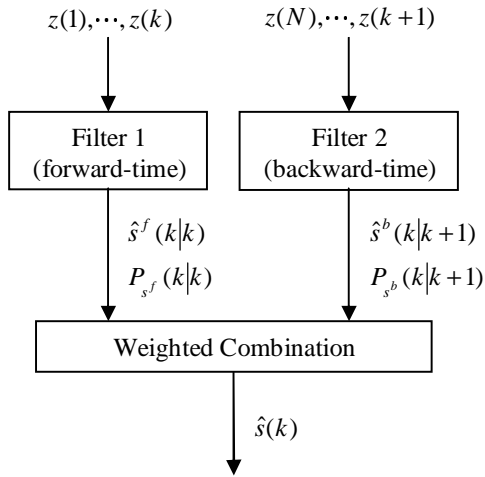 z(1),⋯,z(k)
z(N),⋯,z(k+1)
Filter 1
(forward-time)
Filter 2
(backward-time)
ŝ^f(k|k)
P_{s^f}(k|k)
ŝ^b(k|k+1)
P_{s^b}(k|k+1)
Weighted Combination
ŝ(k)